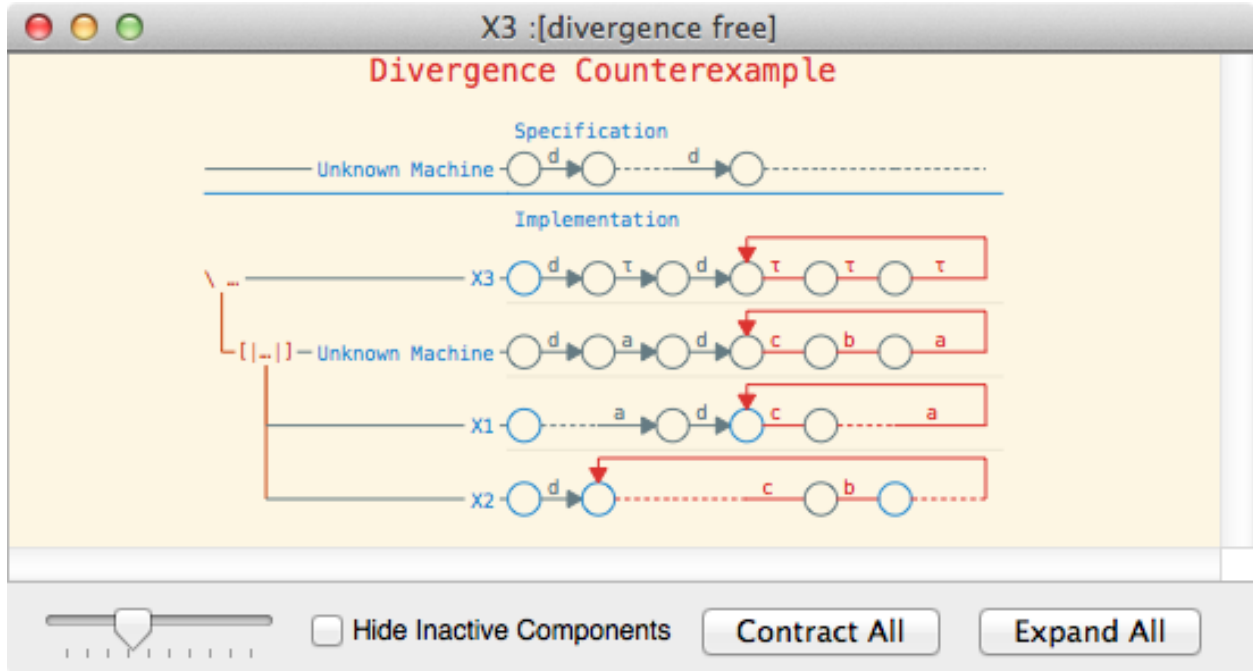 X3 :[divergence free]
Divergence Counterexample
Specification
Unknown Machine d d
Implementation
\ … X3 d τ d τ τ τ
[|…|] Unknown Machine d a d c b a
X1 a d c a
X2 d c b
Hide Inactive Components Contract All Expand All